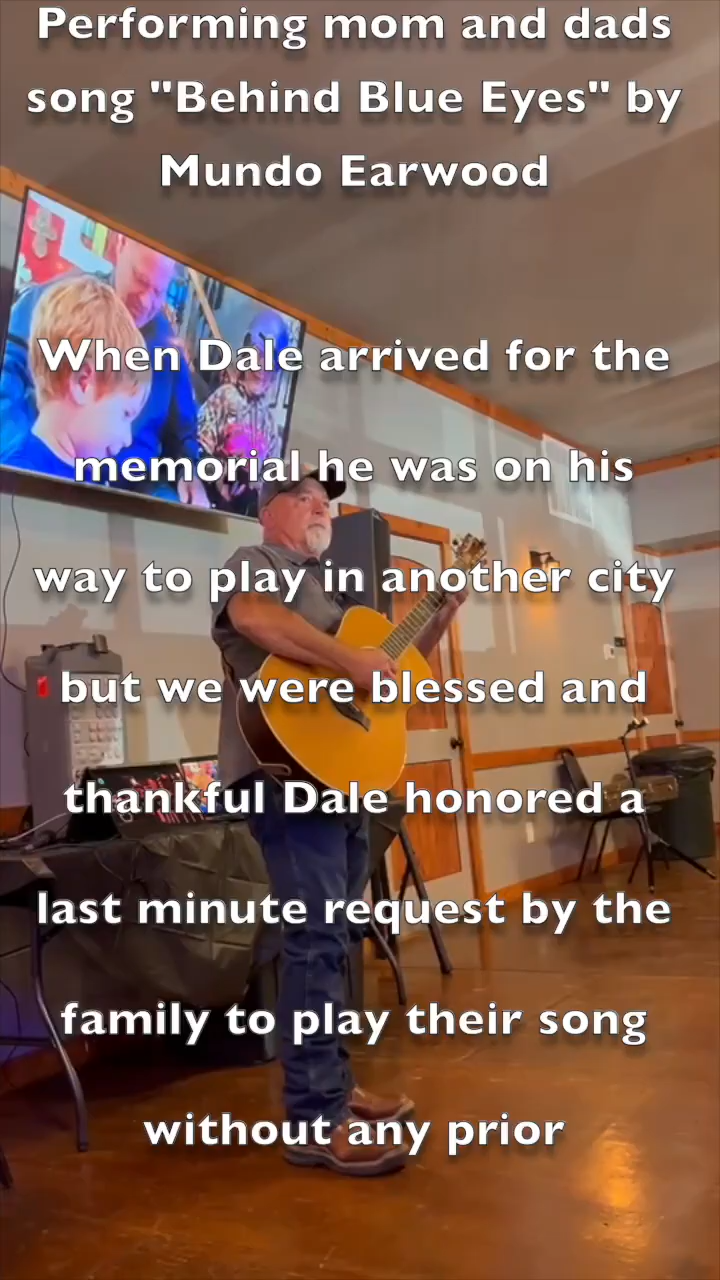 Performing mom and dads
song "Behind Blue Eyes" by
Mundo Earwood
When Dale arrived for the
memorial he was on his
way to play in another city
but we were blessed and
thankful Dale honored a
last minute request by the
family to play their song
without any prior